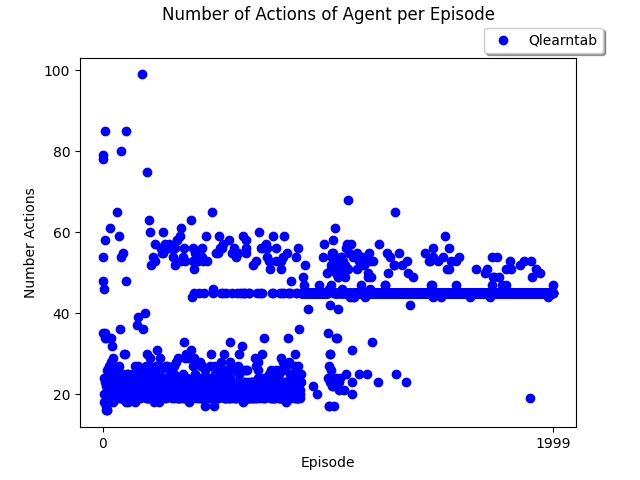 Number of Actions of Agent per Episode
Qlearntab
100
80
60
40
20
Number Actions
0
1999
Episode